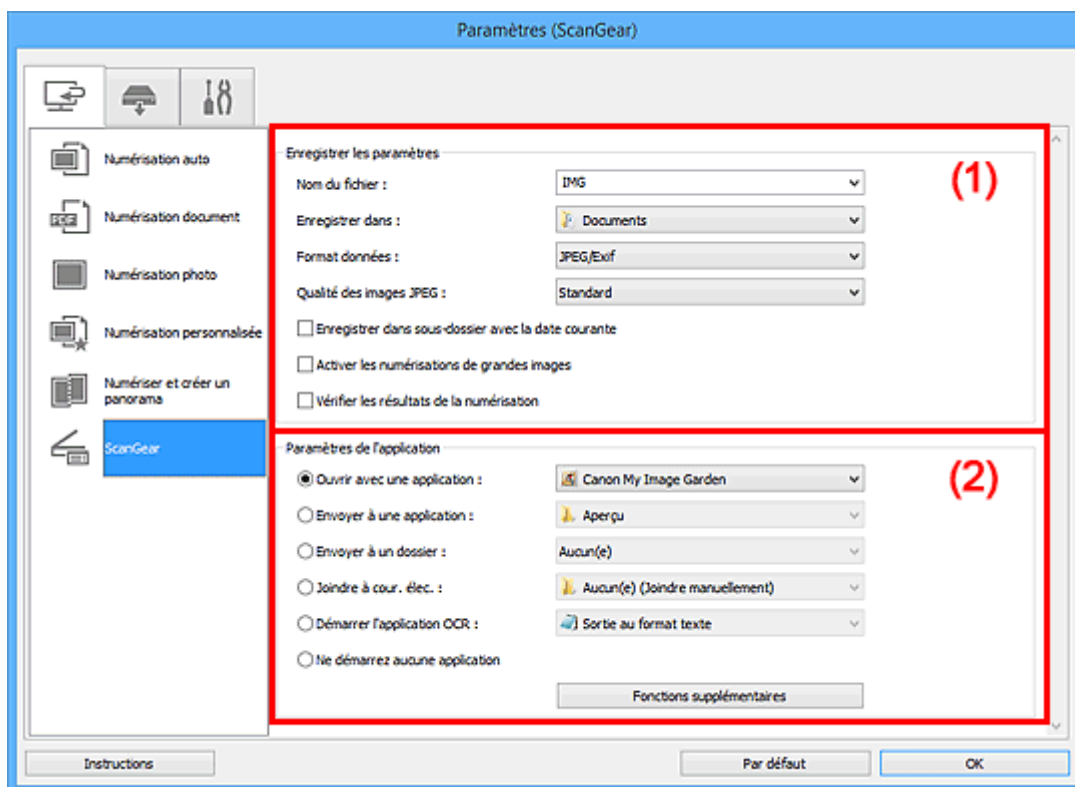 Paramètres (ScanGear)
Numérisation auto
Numérisation document
Numérisation photo
Numérisation personnalisée
Numériser et créer un
panorama
ScanGear
PDF
Enregistrer les paramètres
(1)
Nom du fichier : IMG
Enregistrer dans : Documents
Format données : JPEG/Exif
Qualité des images JPEG : Standard
Enregistrer dans sous-dossier avec la date courante
Activer les numérisations de grandes images
Vérifier les résultats de la numérisation
Paramètres de l'application
(2)
Ouvrir avec une application : Canon My Image Garden
Envoyer à une application : Aperçu
Envoyer à un dossier : Aucun(e)
Joindre à cour. élec. : Aucun(e) (Joindre manuellement)
Démarrer l'application OCR : Sortie au format texte
Ne démarrez aucune application
Fonctions supplémentaires
Instructions
Par défaut
OK